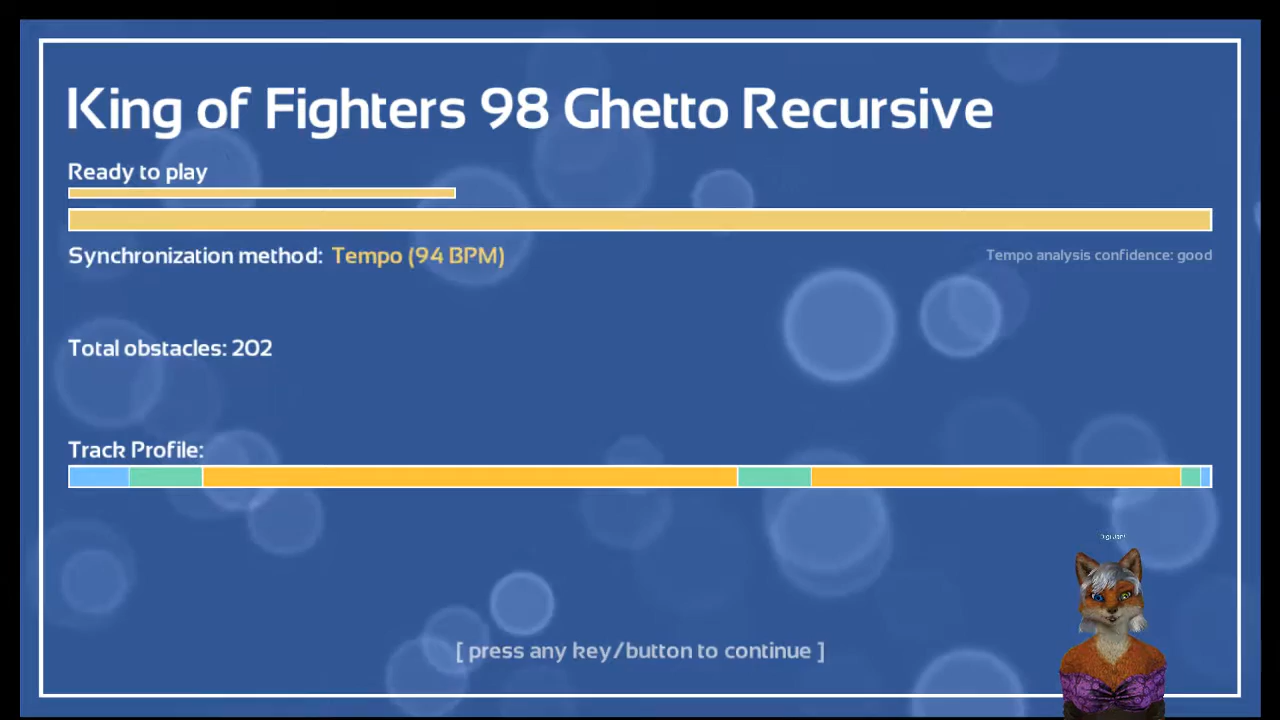 King of Fighters 98 Ghetto Recursive
Ready to play
Synchronization method: Tempo (94 BPM)
Tempo analysis confidence: good
Total obstacles: 202
Track Profile:
[ press any key/button to continue ]